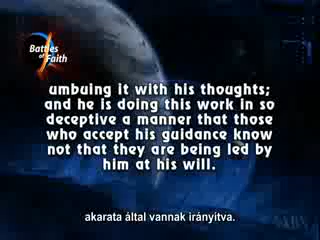 Battles
of Faith
umbuing it with his thoughts;
and he is doing this work in so
deceptive a manner that those
who accept his guidance know
not that they are being led by
him at his will.
akarata által vannak irányítva.
3ABN